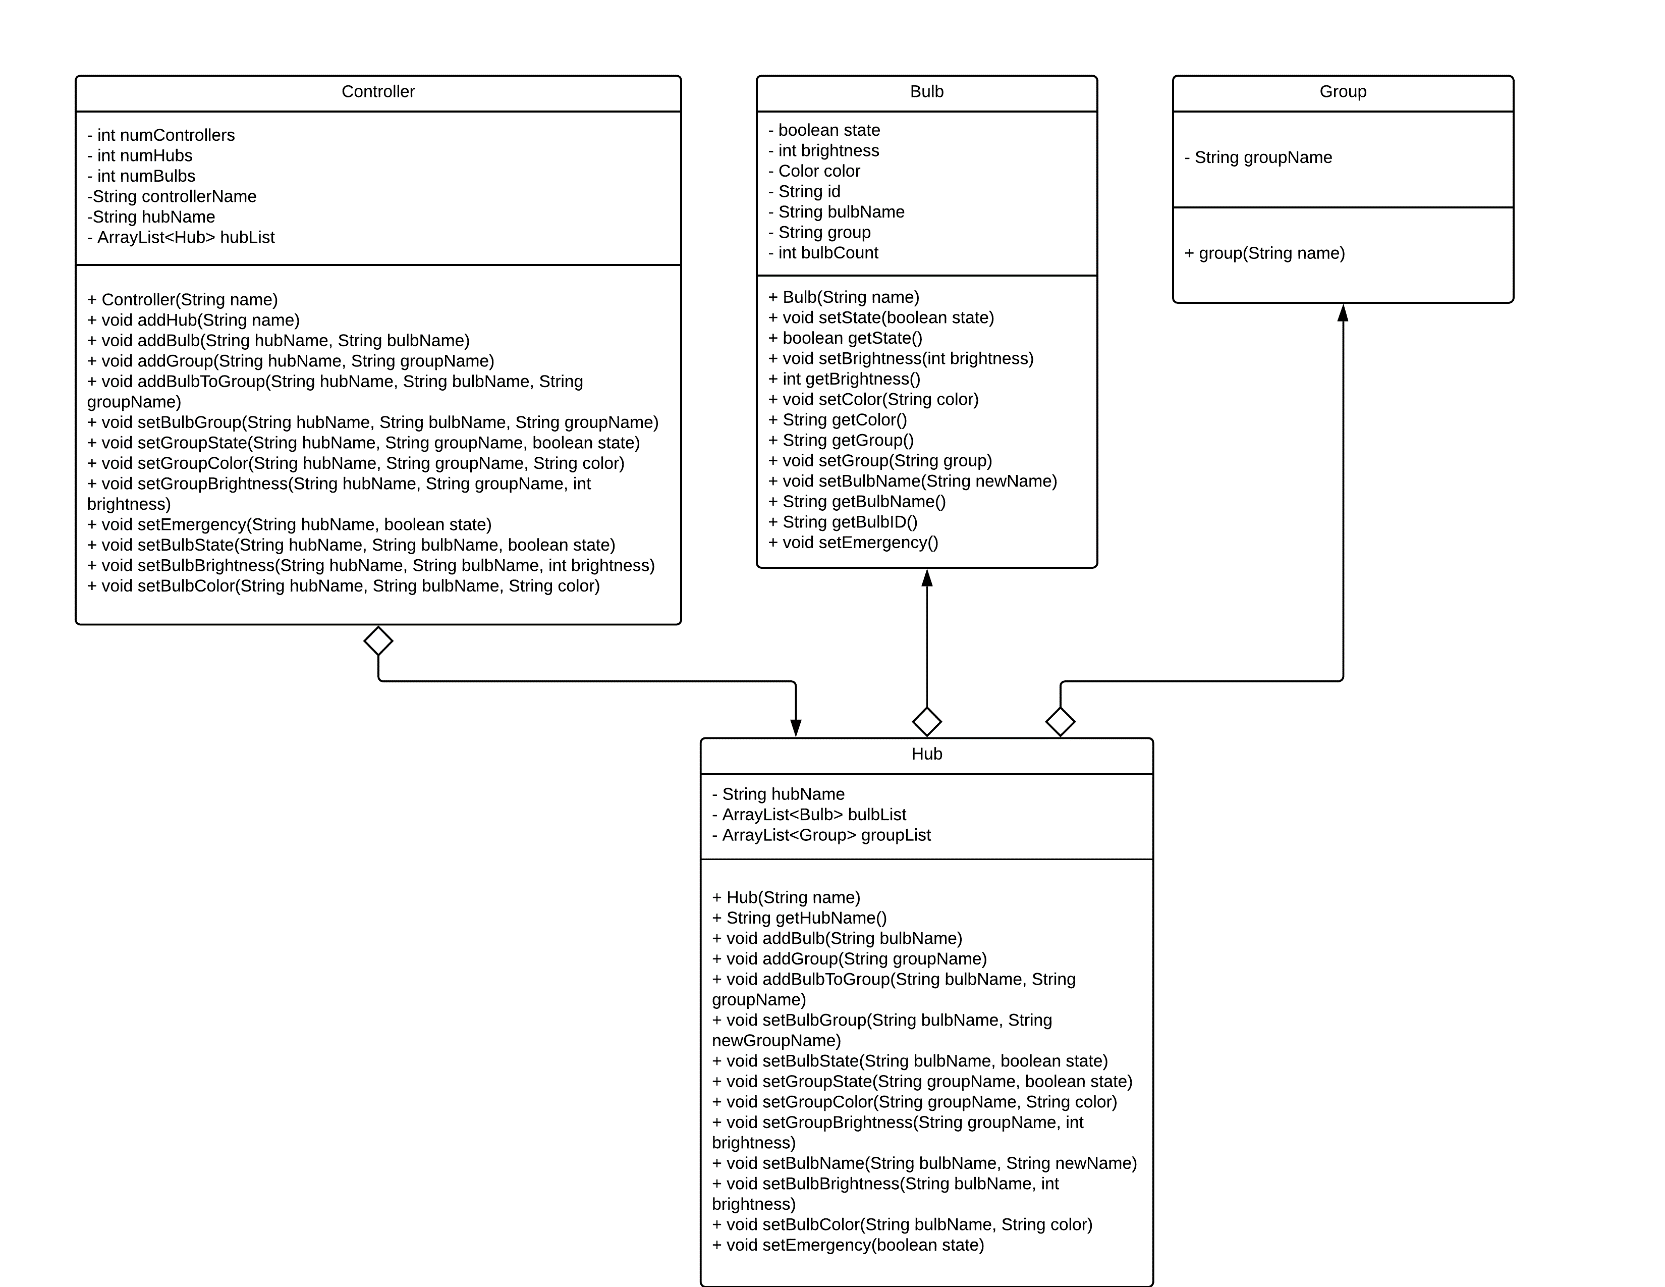 Controller
- int numControllers
- int numHubs
- int numBulbs
-String controllerName
-String hubName
- ArrayList<Hub> hubList
+ Controller(String name)
+ void addHub(String name)
+ void addBulb(String hubName, String bulbName)
+ void addGroup(String hubName, String groupName)
+ void addBulbToGroup(String hubName, String bulbName, String
groupName)
+ void setBulbGroup(String hubName, String bulbName, String groupName)
+ void setGroupState(String hubName, String groupName, boolean state)
+ void setGroupColor(String hubName, String groupName, String color)
+ void setGroupBrightness(String hubName, String groupName, int
brightness)
+ void setEmergency(String hubName, boolean state)
+ void setBulbState(String hubName, String bulbName, boolean state)
+ void setBulbBrightness(String hubName, String bulbName, int brightness)
+ void setBulbColor(String hubName, String bulbName, String color)
Bulb
- boolean state
- int brightness
- Color color
- String id
- String bulbName
- String group
- int bulbCount
+ Bulb(String name)
+ void setState(boolean state)
+ boolean getState()
+ void setBrightness(int brightness)
+ int getBrightness()
+ void setColor(String color)
+ String getColor()
+ String getGroup()
+ void setGroup(String group)
+ void setBulbName(String newName)
+ String getBulbName()
+ String getBulbID()
+ void setEmergency()
Group
- String groupName
+ group(String name)
Hub
- String hubName
- ArrayList<Bulb> bulbList
- ArrayList<Group> groupList
+ Hub(String name)
+ String getHubName()
+ void addBulb(String bulbName)
+ void addGroup(String groupName)
+ void addBulbToGroup(String bulbName, String
groupName)
+ void setBulbGroup(String bulbName, String
newGroupName)
+ void setBulbState(String bulbName, boolean state)
+ void setGroupState(String groupName, boolean state)
+ void setGroupColor(String groupName, String color)
+ void setGroupBrightness(String groupName, int
brightness)
+ void setBulbName(String bulbName, String newName)
+ void setBulbBrightness(String bulbName, int
brightness)
+ void setBulbColor(String bulbName, String color)
+ void setEmergency(boolean state)